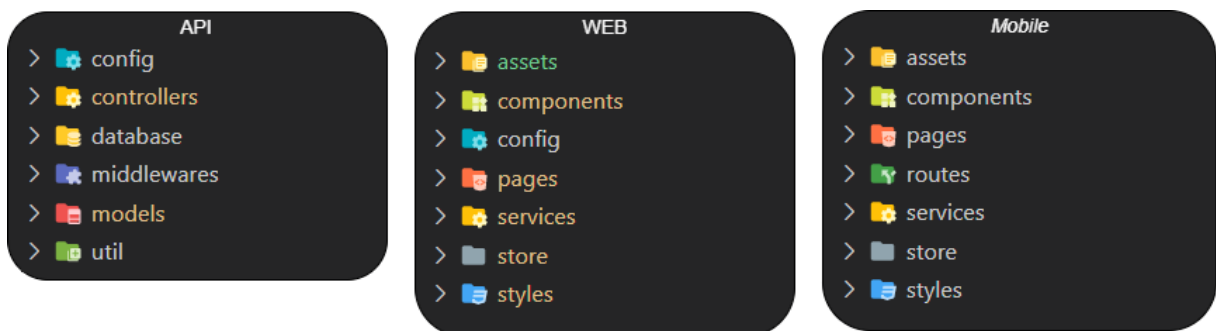 API
config
controllers
database
middlewares
models
util
WEB
assets
components
config
pages
services
store
styles
Mobile
assets
components
pages
routes
services
store
styles